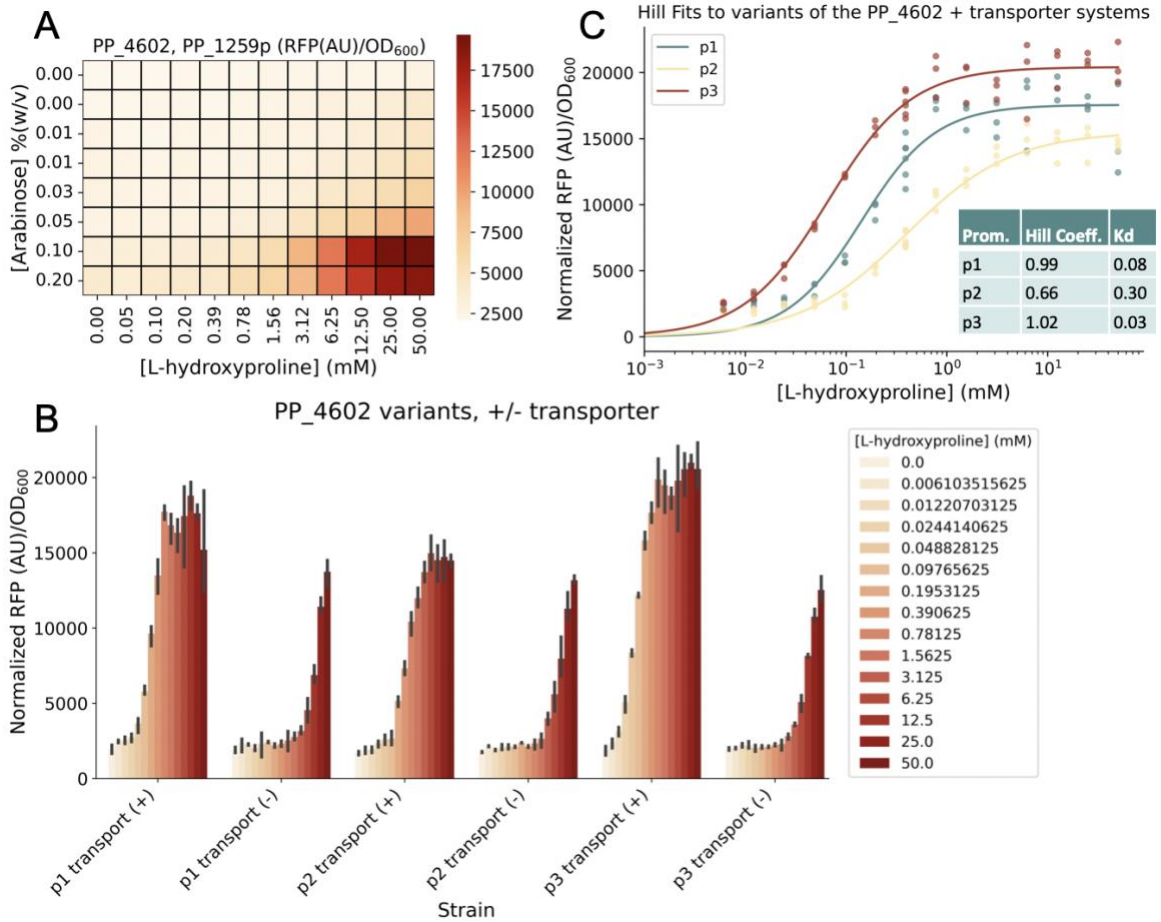 A
PP_4602, PP_1259p (RFP(AU)/OD600)
[Arabinose] %(w/v)
0.00
0.00
0.01
0.01
0.03
0.05
0.10
0.20
0.00 0.05 0.10 0.20 0.39 0.78 1.56 3.12 6.25 12.50 25.00 50.00
[L-hydroxyproline] (mM)
17500
15000
12500
10000
7500
5000
2500
C
Hill Fits to variants of the PP_4602 + transporter systems
p1
p2
p3
Normalized RFP (AU)/OD600
20000
15000
10000
5000
0
10−3 10−2 10−1 100 101
[L-hydroxyproline] (mM)
Prom. Hill Coeff. Kd
p1 0.99 0.08
p2 0.66 0.30
p3 1.02 0.03
B
PP_4602 variants, +/- transporter
Normalized RFP (AU)/OD600
20000
15000
10000
5000
0
p1 transport (+)
p1 transport (-)
p2 transport (+)
p2 transport (-)
p3 transport (+)
p3 transport (-)
Strain
[L-hydroxyproline] (mM)
0.0
0.006103515625
0.01220703125
0.0244140625
0.048828125
0.09765625
0.1953125
0.390625
0.78125
1.5625
3.125
6.25
12.5
25.0
50.0